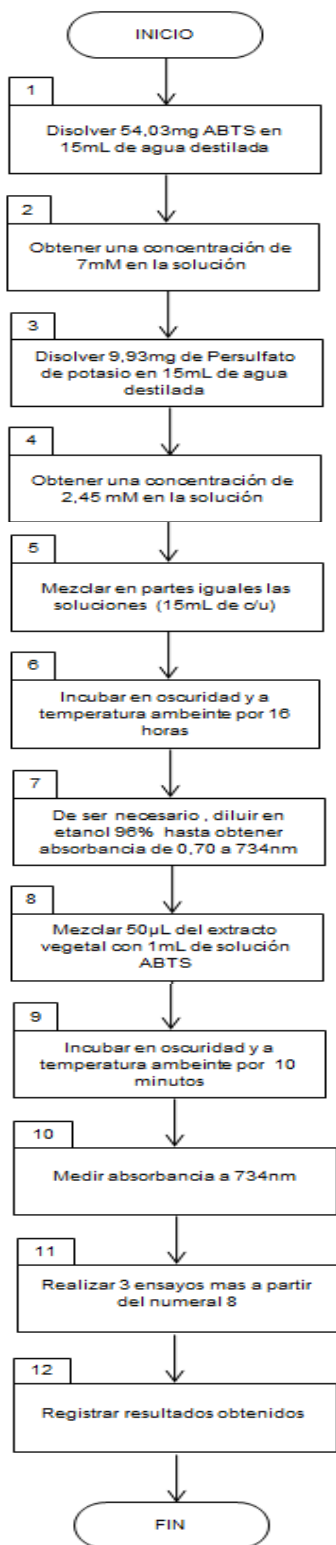 INICIO
1
Disolver 54,03mg ABTS en
15mL de agua destilada
2
Obtener una concentración de
7mM en la solución
3
Disolver 9,93mg de Persulfato
de potasio en 15mL de agua
destilada
4
Obtener una concentración de
2,45 mM en la solución
5
Mezclar en partes iguales las
soluciones (15mL de c/u)
6
Incubar en oscuridad y a
temperatura ambeinte por 16
horas
7
De ser necesario , diluir en
etanol 96% hasta obtener
absorbancia de 0,70 a 734nm
8
Mezclar 50µL del extracto
vegetal con 1mL de solución
ABTS
9
Incubar en oscuridad y a
temperatura ambeinte por 10
minutos
10
Medir absorbancia a 734nm
11
Realizar 3 ensayos mas a partir
del numeral 8
12
Registrar resultados obtenidos
FIN